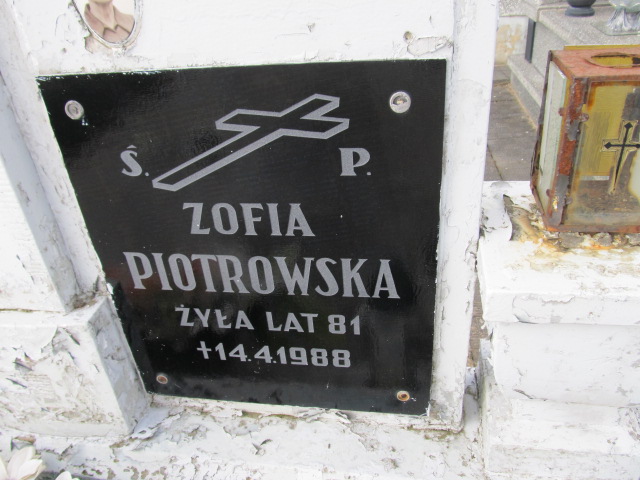 Ś. P.
ZOFIA
PIOTROWSKA
ŻYŁA LAT 81
+14.4.1988